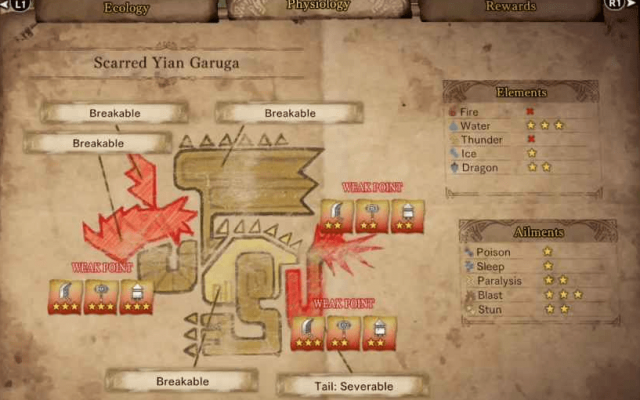 L1
Ecology
Physiology
Rewards
R1
Scarred Yian Garuga
Breakable
Breakable
Breakable
WEAK POINT
WEAK POINT
WEAK POINT
Breakable
Tail: Severable
Elements
Fire
Water
Thunder
Ice
Dragon
Ailments
Poison
Sleep
Paralysis
Blast
Stun